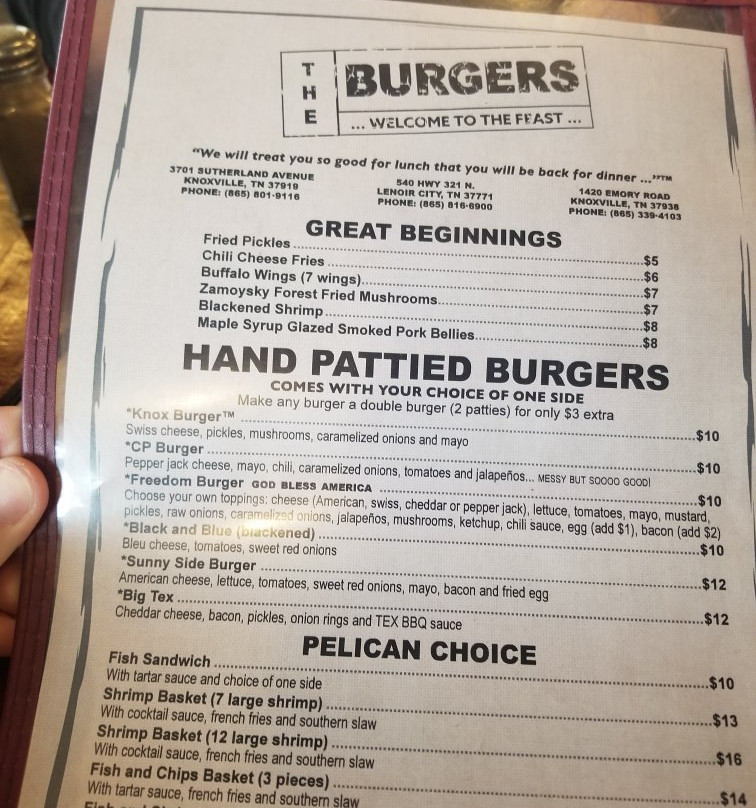 THE BURGERS
... WELCOME TO THE FEAST ...
"We will treat you so good for lunch that you will be back for dinner ..."™
3701 SUTHERLAND AVENUE
KNOXVILLE, TN 37919
PHONE: (865) 801-9116
540 HWY 321 N.
LENOIR CITY, TN 37771
PHONE: (865) 816-6900
1420 EMORY ROAD
KNOXVILLE, TN 37938
PHONE: (865) 339-4103
GREAT BEGINNINGS
Fried Pickles ... $5
Chili Cheese Fries ... $6
Buffalo Wings (7 wings) ... $7
Zamoysky Forest Fried Mushrooms ... $7
Blackened Shrimp ... $8
Maple Syrup Glazed Smoked Pork Bellies ... $8
HAND PATTIED BURGERS
COMES WITH YOUR CHOICE OF ONE SIDE
Make any burger a double burger (2 patties) for only $3 extra
*Knox Burger™ ... $10
Swiss cheese, pickles, mushrooms, caramelized onions and mayo
*CP Burger ... $10
Pepper jack cheese, mayo, chili, caramelized onions, tomatoes and jalapeños... MESSY BUT SOOOO GOOD!
*Freedom Burger GOD BLESS AMERICA ... $10
Choose your own toppings: cheese (American, swiss, cheddar or pepper jack), lettuce, tomatoes, mayo, mustard,
pickles, raw onions, caramelized onions, jalapeños, mushrooms, ketchup, chili sauce, egg (add $1), bacon (add $2)
*Black and Blue (blackened) ... $10
Bleu cheese, tomatoes, sweet red onions
*Sunny Side Burger ... $12
American cheese, lettuce, tomatoes, sweet red onions, mayo, bacon and fried egg
*Big Tex ... $12
Cheddar cheese, bacon, pickles, onion rings and TEX BBQ sauce
PELICAN CHOICE
Fish Sandwich ... $10
With tartar sauce and choice of one side
Shrimp Basket (7 large shrimp) ... $13
With cocktail sauce, french fries and southern slaw
Shrimp Basket (12 large shrimp) ... $16
With cocktail sauce, french fries and southern slaw
Fish and Chips Basket (3 pieces) ... $14
With tartar sauce, french fries and southern slaw